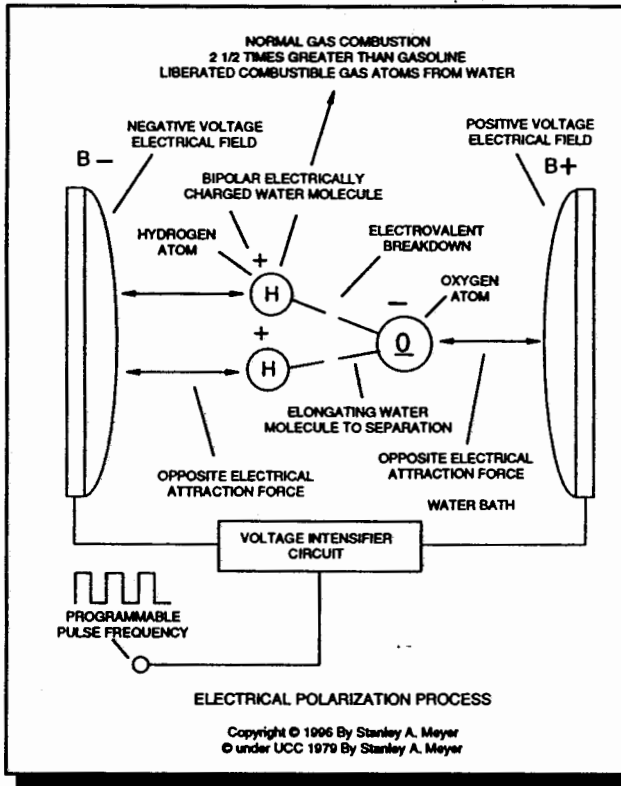 NORMAL GAS COMBUSTION
2 1/2 TIMES GREATER THAN GASOLINE
LIBERATED COMBUSTIBLE GAS ATOMS FROM WATER
NEGATIVE VOLTAGE
ELECTRICAL FIELD
POSITIVE VOLTAGE
ELECTRICAL FIELD
B −
B+
BIPOLAR ELECTRICALLY
CHARGED WATER MOLECULE
HYDROGEN
ATOM
ELECTROVALENT
BREAKDOWN
+
H
−
OXYGEN
ATOM
O
+
H
ELONGATING WATER
MOLECULE TO SEPARATION
OPPOSITE ELECTRICAL
ATTRACTION FORCE
OPPOSITE ELECTRICAL
ATTRACTION FORCE
WATER BATH
VOLTAGE INTENSIFIER
CIRCUIT
PROGRAMMABLE
PULSE FREQUENCY
ELECTRICAL POLARIZATION PROCESS
Copyright © 1996 By Stanley A. Meyer
© under UCC 1979 By Stanley A. Meyer